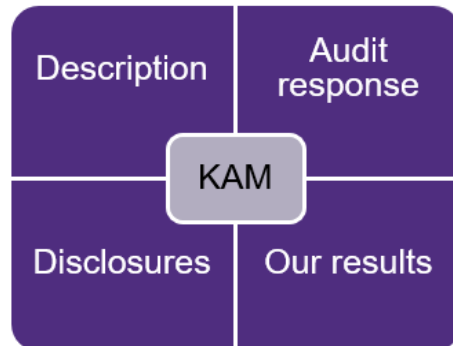 Description
Audit
response
KAM
Disclosures
Our results